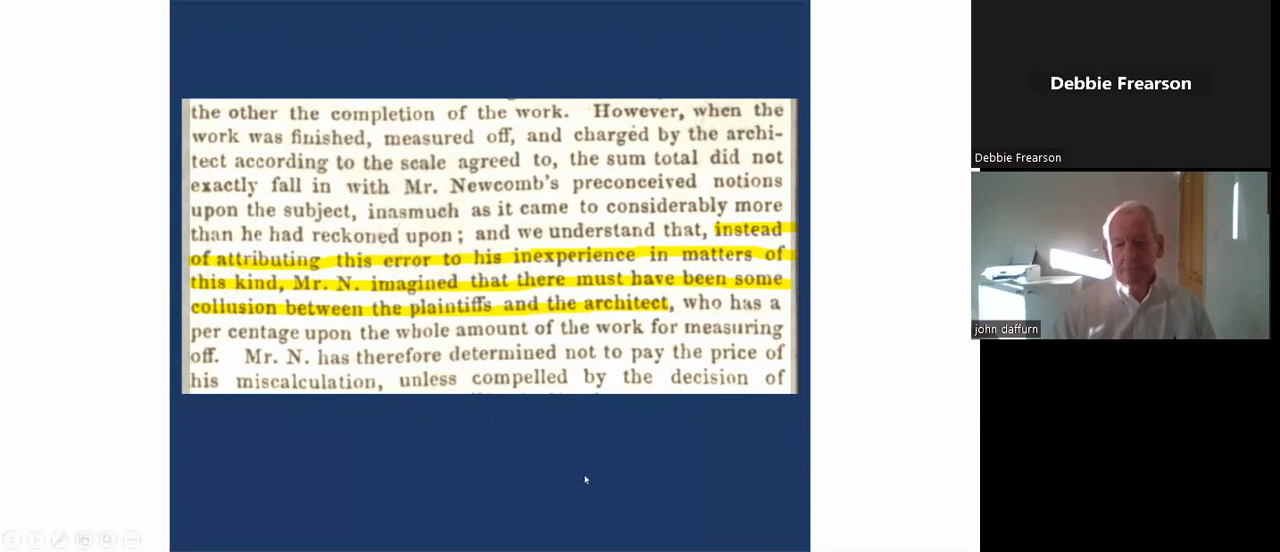 the other the completion of the work. However, when the
work was finished, measured off, and charged by the archi-
tect according to the scale agreed to, the sum total did not
exactly fall in with Mr. Newcomb's preconceived notions
upon the subject, inasmuch as it came to considerably more
than he had reckoned upon; and we understand that, instead
of attributing this error to his inexperience in matters of
this kind, Mr. N. imagined that there must have been some
collusion between the plaintiffs and the architect, who has a
per centage upon the whole amount of the work for measuring
off. Mr. N. has therefore determined not to pay the price of
his miscalculation, unless compelled by the decision of
Debbie Frearson
Debbie Frearson
john daffurn